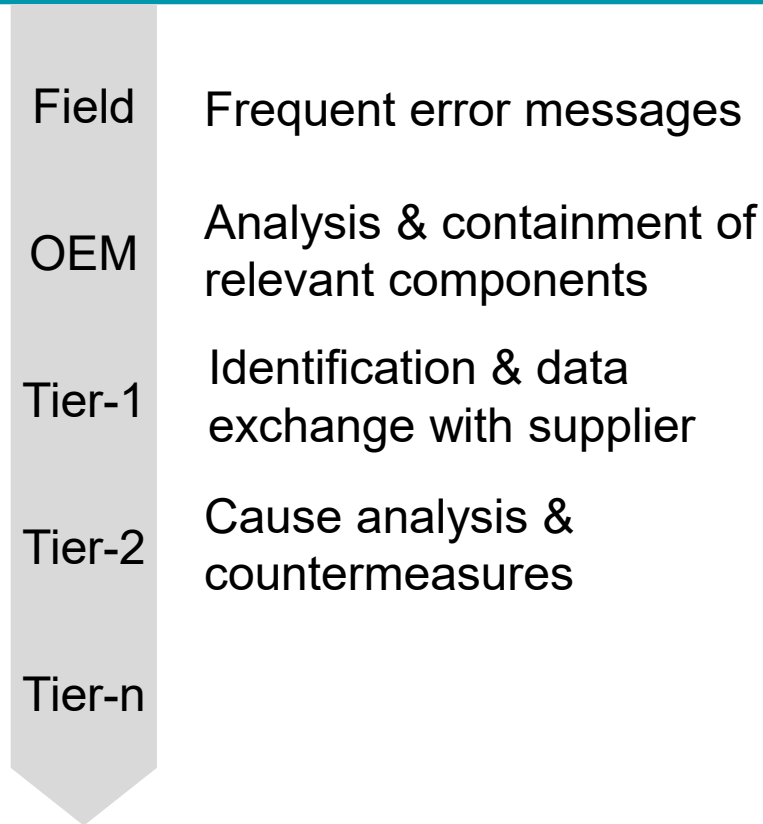 Field
Frequent error messages
OEM
Analysis & containment of
relevant components
Tier-1
Identification & data
exchange with supplier
Tier-2
Cause analysis &
countermeasures
Tier-n